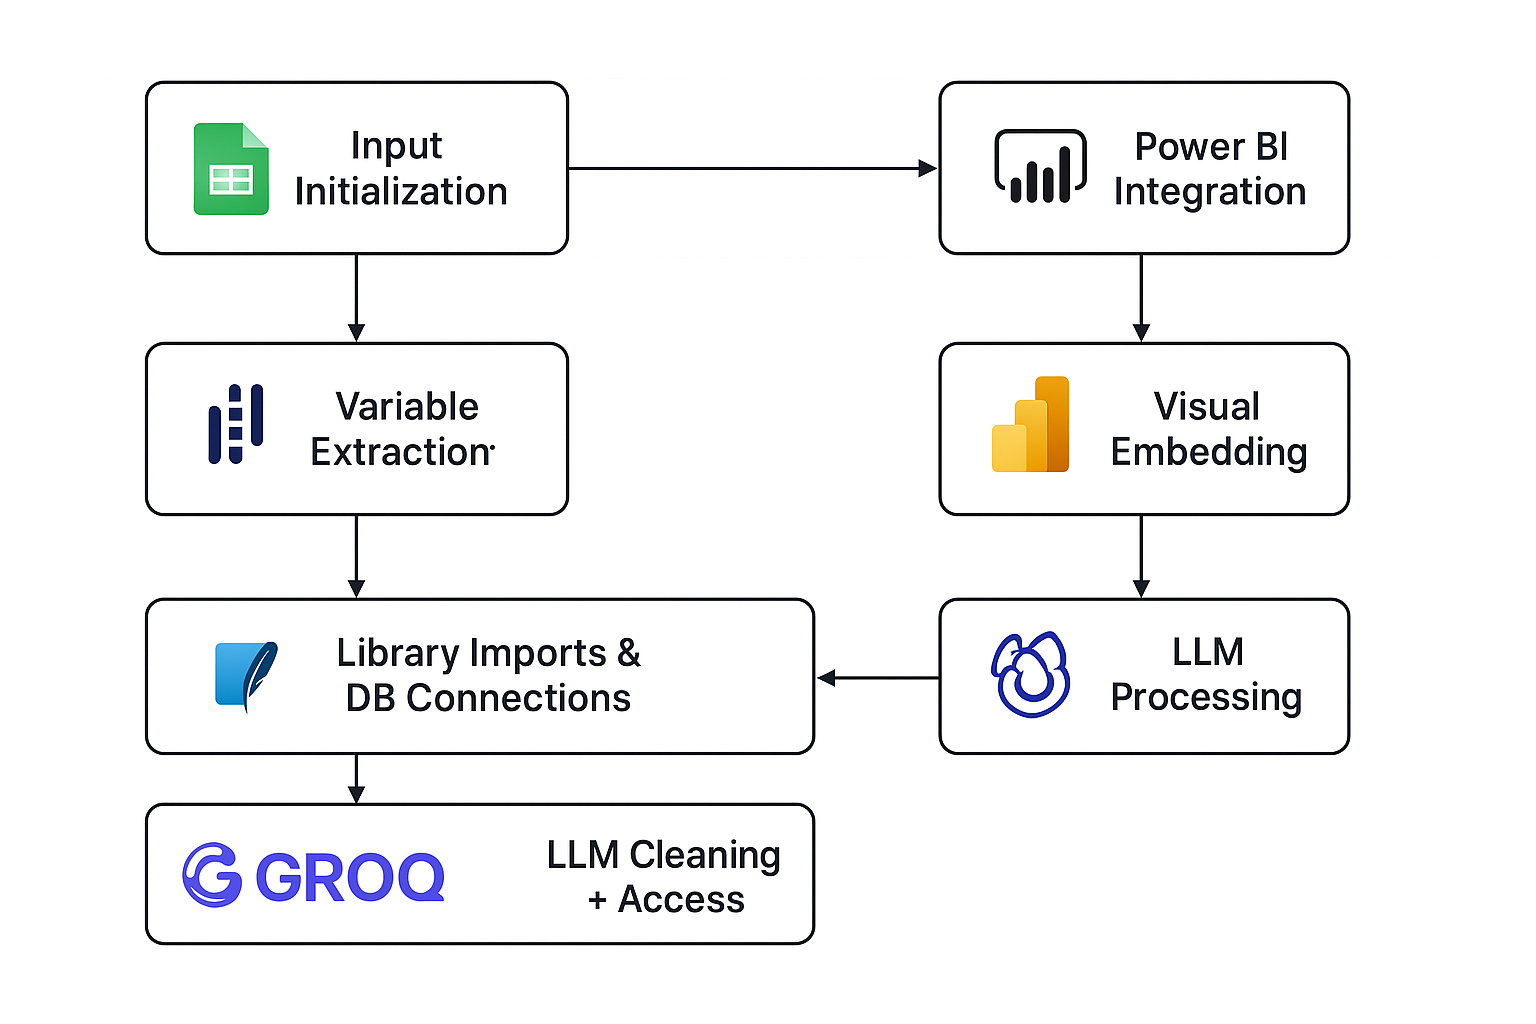 Input
Initialization
Power BI
Integration
Variable
Extraction·
Visual
Embedding
Library Imports &
DB Connections
LLM
Processing
GROQ
LLM Cleaning
+ Access